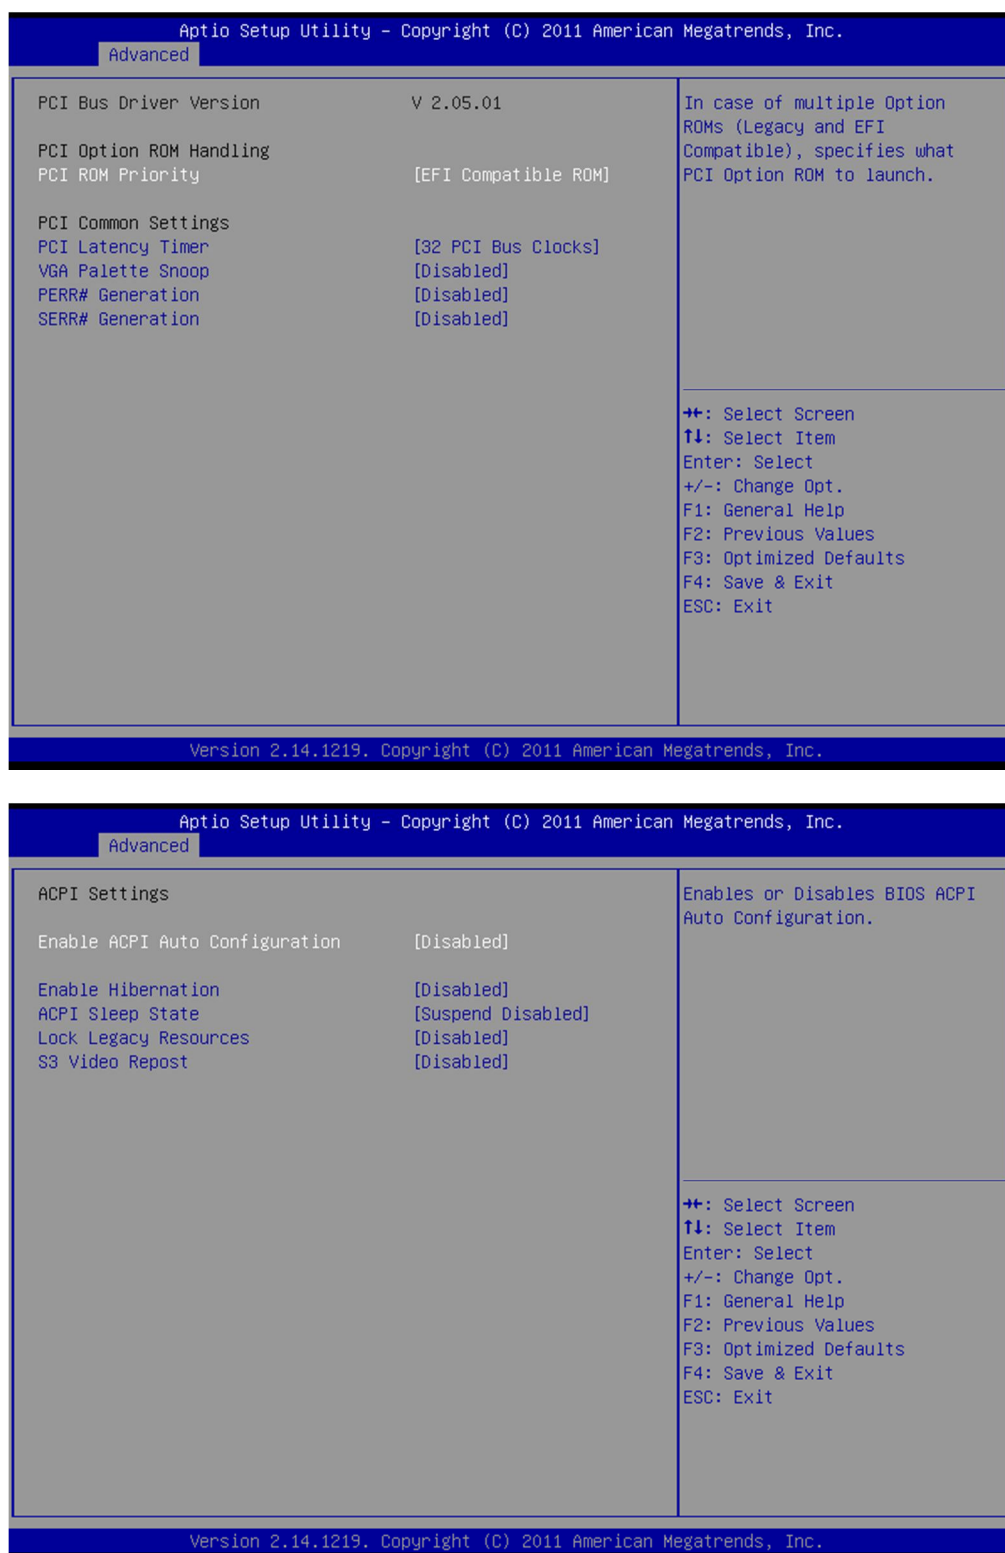 Aptio Setup Utility – Copyright (C) 2011 American Megatrends, Inc.
Advanced
PCI Bus Driver Version V 2.05.01
PCI Option ROM Handling
PCI ROM Priority [EFI Compatible ROM]
PCI Common Settings
PCI Latency Timer [32 PCI Bus Clocks]
VGA Palette Snoop [Disabled]
PERR# Generation [Disabled]
SERR# Generation [Disabled]
In case of multiple Option
ROMs (Legacy and EFI
Compatible), specifies what
PCI Option ROM to launch.
→←: Select Screen
↑↓: Select Item
Enter: Select
+/-: Change Opt.
F1: General Help
F2: Previous Values
F3: Optimized Defaults
F4: Save & Exit
ESC: Exit
Version 2.14.1219. Copyright (C) 2011 American Megatrends, Inc.
Aptio Setup Utility – Copyright (C) 2011 American Megatrends, Inc.
Advanced
ACPI Settings
Enable ACPI Auto Configuration [Disabled]
Enable Hibernation [Disabled]
ACPI Sleep State [Suspend Disabled]
Lock Legacy Resources [Disabled]
S3 Video Repost [Disabled]
Enables or Disables BIOS ACPI
Auto Configuration.
→←: Select Screen
↑↓: Select Item
Enter: Select
+/-: Change Opt.
F1: General Help
F2: Previous Values
F3: Optimized Defaults
F4: Save & Exit
ESC: Exit
Version 2.14.1219. Copyright (C) 2011 American Megatrends, Inc.